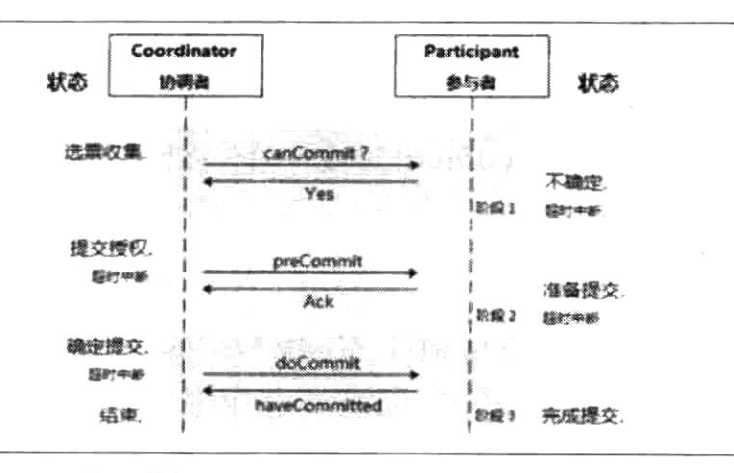 Coordinator
协调者
Participant
参与者
状态
状态
选票收集.
canCommit？
Yes
不确定.
阶段 1
超时中断.
提交授权.
超时中断
preCommit
Ack
准备提交.
阶段 2
超时中断
确定提交.
超时中断
doCommit
haveCommitted
结束.
阶段 3
完成提交.